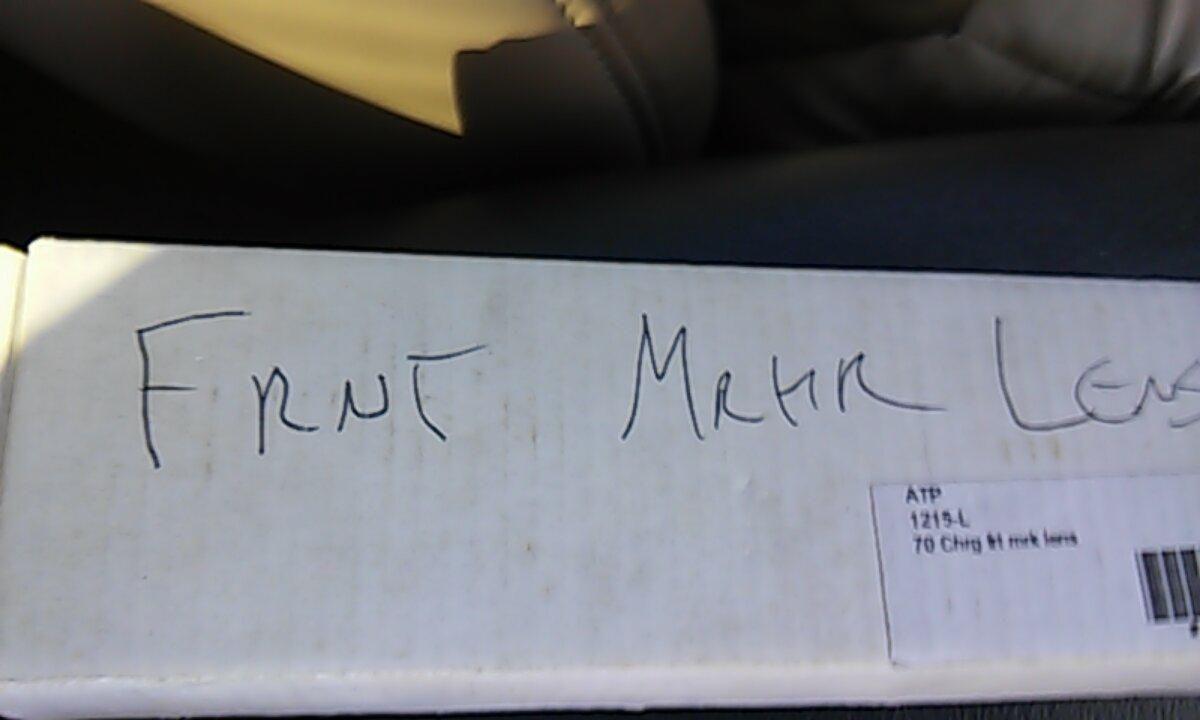 FRNT MRKR LENS
ATP
1215-L
70 Chrg frt mrk lens